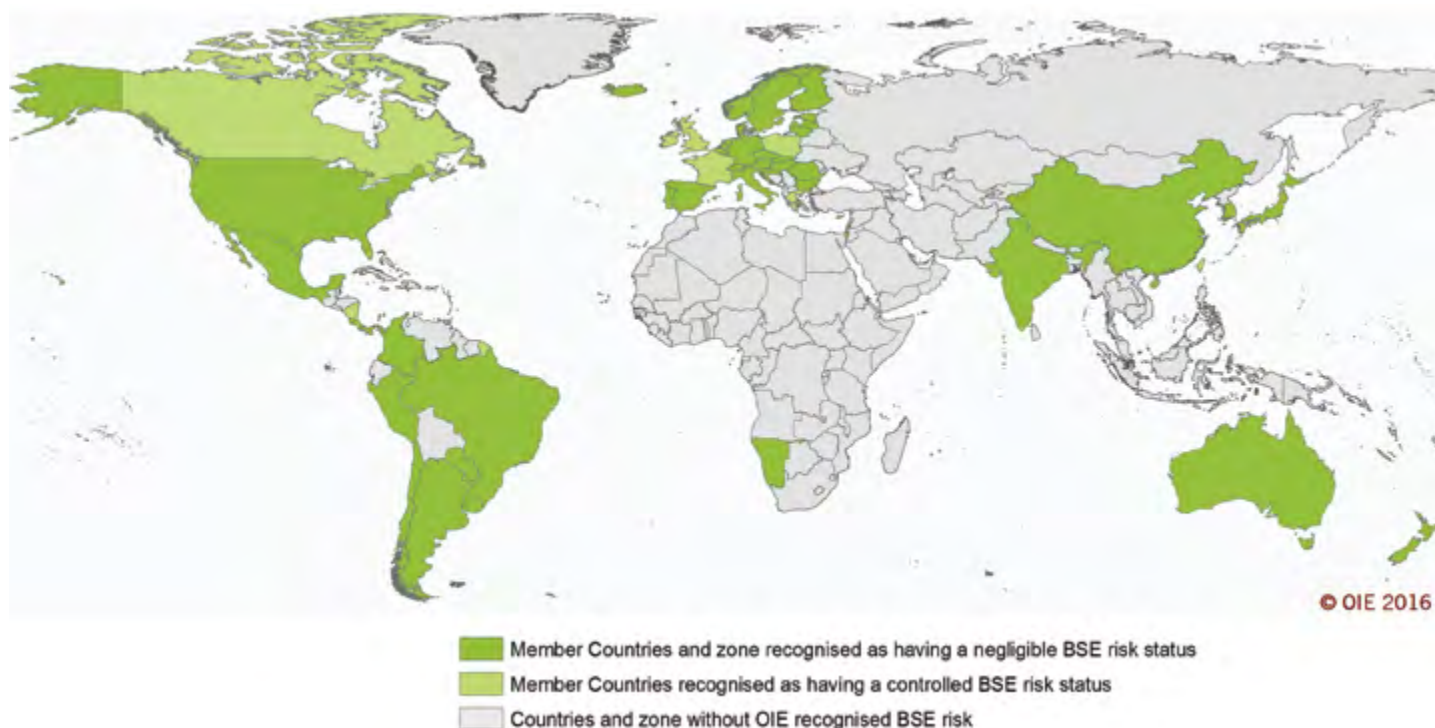 © OIE 2016
Member Countries and zone recognised as having a negligible BSE risk status
Member Countries recognised as having a controlled BSE risk status
Countries and zone without OIE recognised BSE risk